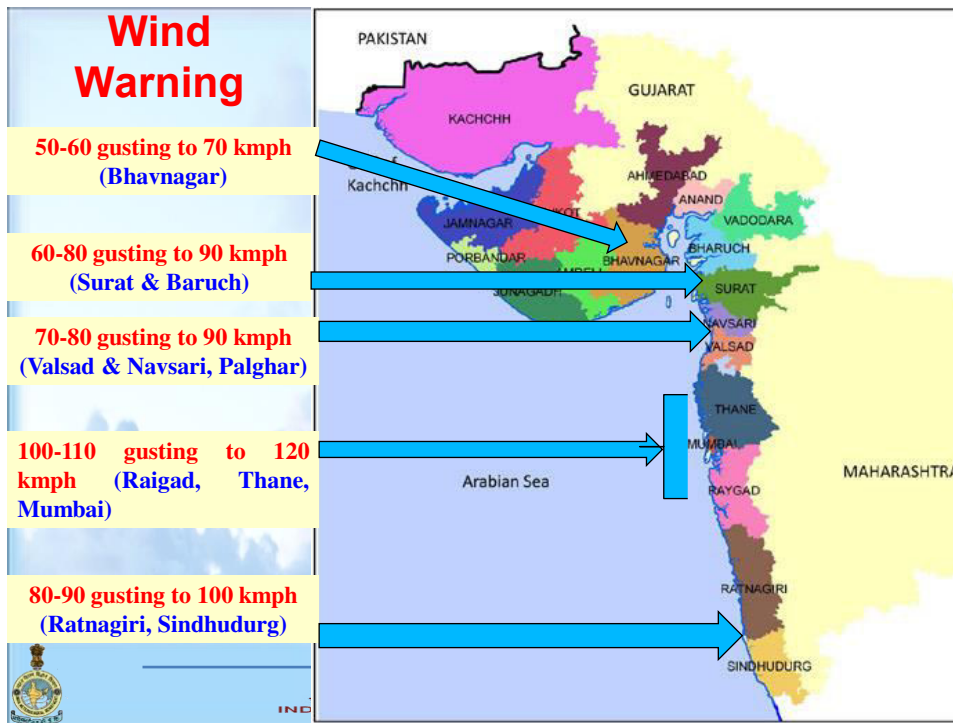 Wind
Warning
50-60 gusting to 70 kmph
(Bhavnagar)
60-80 gusting to 90 kmph
(Surat & Baruch)
70-80 gusting to 90 kmph
(Valsad & Navsari, Palghar)
100-110 gusting to 120
kmph (Raigad, Thane,
Mumbai)
80-90 gusting to 100 kmph
(Ratnagiri, Sindhudurg)
IND
PAKISTAN
GUJARAT
KACHCHH
AHMEDABAD
Kachchh
ANAND
VADODARA
JAMNAGAR
BHARUCH
PORBANDAR
BHAVNAGAR
SURAT
JUNAGADH
NAVSARI
VALSAD
THANE
MUMBAI
MAHARASHTRA
Arabian Sea
RAYGAD
RATNAGIRI
SINDHUDURG